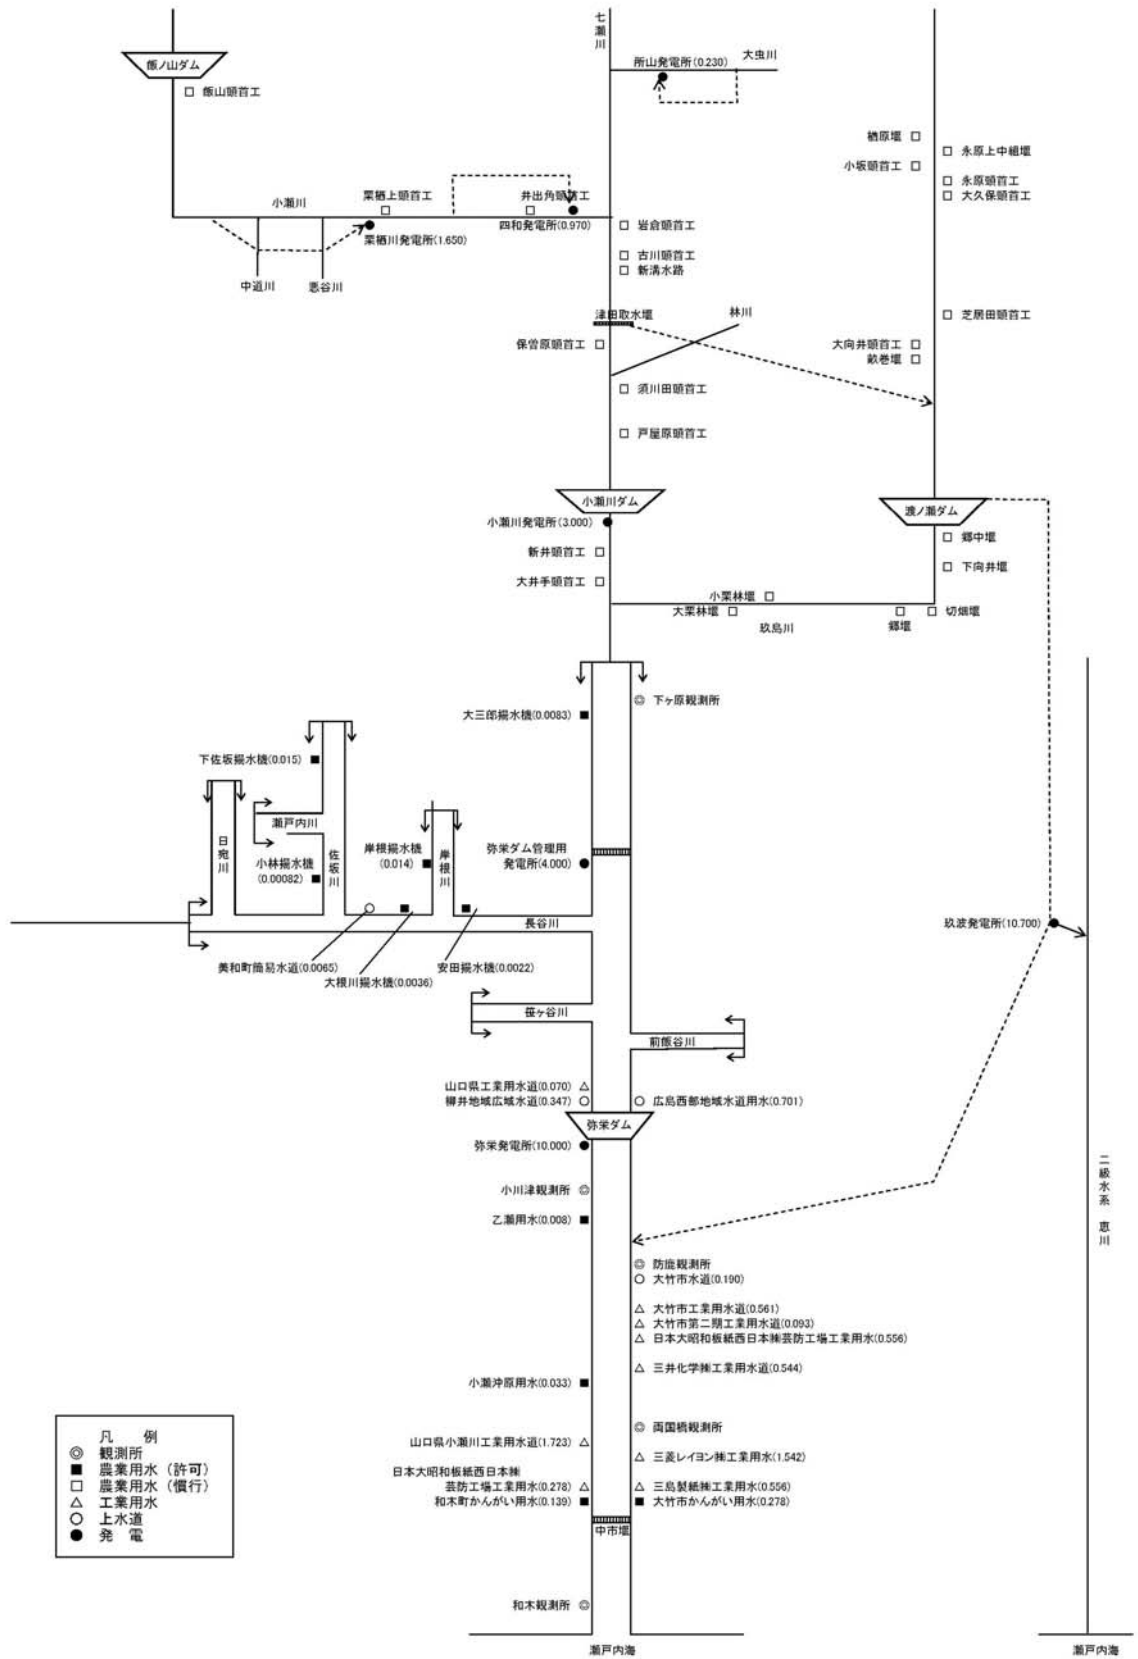 七瀬川
飯ノ山ダム
飯山頭首工
所山発電所(0.230)
大虫川
楢原堰
永原上中組堰
小坂頭首工
永原頭首工
大久保頭首工
小瀬川
栗栖上頭首工
井出角頭首工
四和発電所(0.970)
栗栖川発電所(1.650)
岩倉頭首工
古川頭首工
新溝水路
中道川
悪谷川
津田取水堰
林川
芝居田頭首工
保曽原頭首工
大向井頭首工
畝巻堰
須川田頭首工
戸屋原頭首工
小瀬川ダム
渡ノ瀬ダム
小瀬川発電所(3.000)
郷中堰
新井頭首工
下向井堰
大井手頭首工
小栗林堰
大栗林堰
郷堰
切畑堰
玖島川
下ヶ原観測所
大三郎揚水機(0.0083)
下佐坂揚水機(0.015)
瀬戸内川
日宛川
佐坂川
岸根川
岸根揚水機
(0.014)
小林揚水機
(0.00082)
弥栄ダム管理用
発電所(4.000)
長谷川
玖波発電所(10.700)
美和町簡易水道(0.0065)
安田揚水機(0.0022)
大根川揚水機(0.0036)
笹ヶ谷川
前飯谷川
山口県工業用水道(0.070)
柳井地域広域水道(0.347)
広島西部地域水道用水(0.701)
弥栄ダム
弥栄発電所(10.000)
小川津観測所
乙瀬用水(0.008)
二級水系 恵川
防鹿観測所
大竹市水道(0.190)
大竹市工業用水道(0.561)
大竹市第二期工業用水道(0.093)
日本大昭和板紙西日本㈱芸防工場工業用水(0.556)
三井化学㈱工業用水道(0.544)
小瀬沖原用水(0.033)
両国橋観測所
山口県小瀬川工業用水道(1.723)
三菱レイヨン㈱工業用水(1.542)
日本大昭和板紙西日本㈱
芸防工場工業用水(0.278)
三島製紙㈱工業用水(0.556)
和木町かんがい用水(0.139)
大竹市かんがい用水(0.278)
中市堰
和木観測所
瀬戸内海
瀬戸内海
凡 例
◎ 観測所
■ 農業用水(許可)
□ 農業用水(慣行)
△ 工業用水
○ 上水道
● 発 電